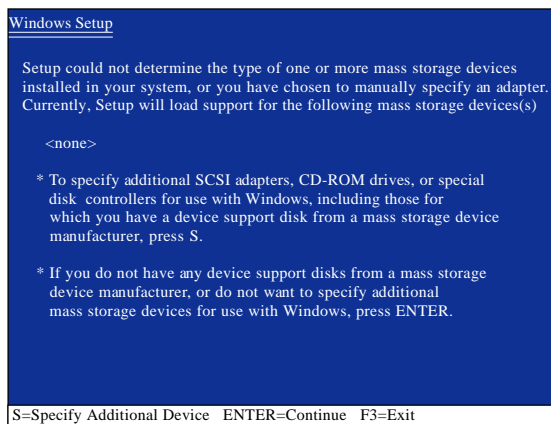 Windows Setup
Setup could not determine the type of one or more mass storage devices
installed in your system, or you have chosen to manually specify an adapter.
Currently, Setup will load support for the following mass storage devices(s)
<none>
* To specify additional SCSI adapters, CD-ROM drives, or special
disk controllers for use with Windows, including those for
which you have a device support disk from a mass storage device
manufacturer, press S.
* If you do not have any device support disks from a mass storage
device manufacturer, or do not want to specify additional
mass storage devices for use with Windows, press ENTER.
S=Specify Additional Device ENTER=Continue F3=Exit